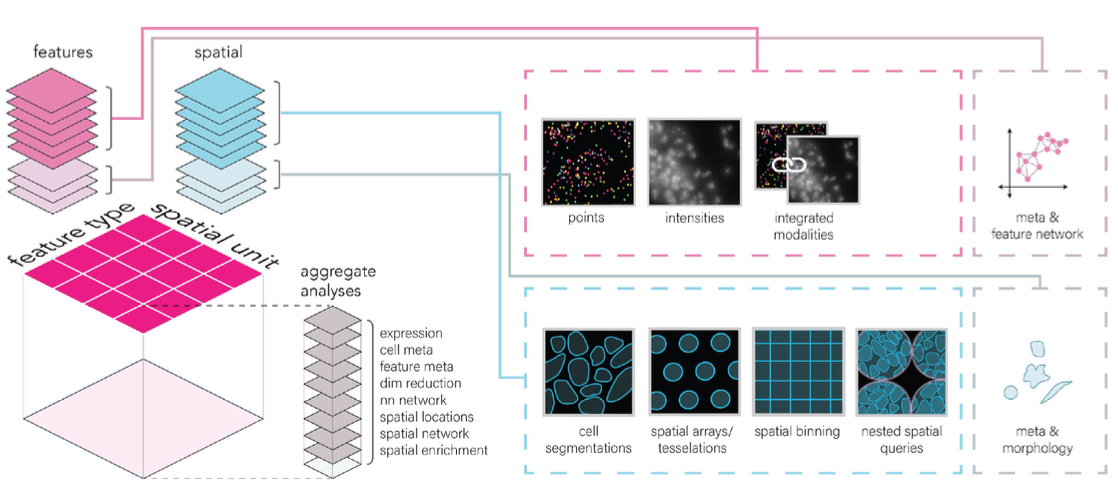 features
spatial
feature type
spatial unit
aggregate
analyses
expression
cell meta
feature meta
dim reduction
nn network
spatial locations
spatial network
spatial enrichment
points
intensities
integrated
modalities
meta &
feature network
cell
segmentations
spatial arrays/
tesselations
spatial binning
nested spatial
queries
meta &
morphology